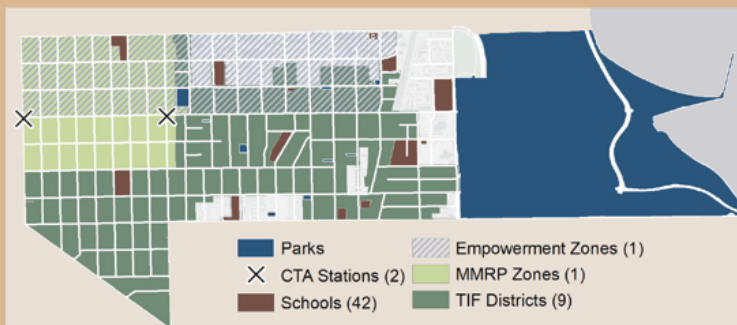 Parks
CTA Stations (2)
Schools (42)
Empowerment Zones (1)
MMRP Zones (1)
TIF Districts (9)